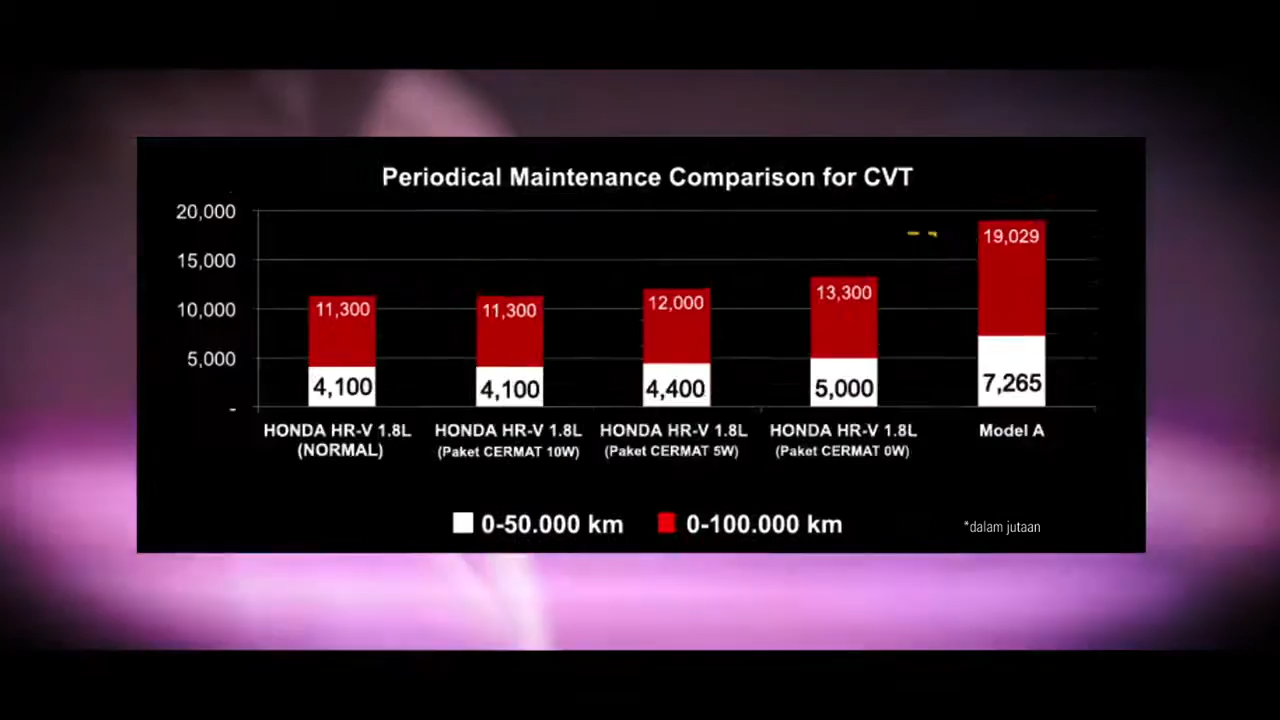 Periodical Maintenance Comparison for CVT
20,000
15,000
10,000
5,000
-
11,300
11,300
12,000
13,300
19,029
4,100
4,100
4,400
5,000
7,265
HONDA HR-V 1.8L
(NORMAL)
HONDA HR-V 1.8L
(Paket CERMAT 10W)
HONDA HR-V 1.8L
(Paket CERMAT 5W)
HONDA HR-V 1.8L
(Paket CERMAT 0W)
Model A
0-50.000 km
0-100.000 km
*dalam jutaan